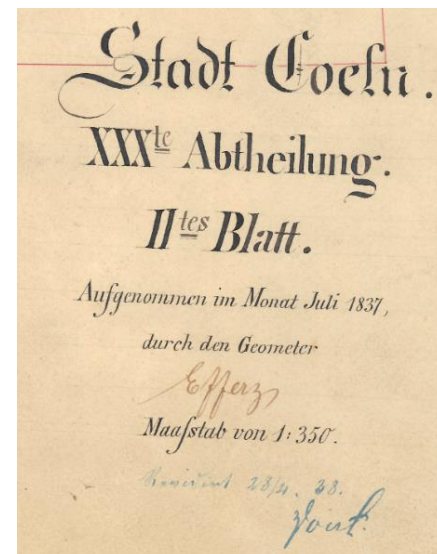 Stadt Coeln.
XXXte Abtheilung.
IItes Blatt.
Aufgenommen im Monat Juli 1837,
durch den Geometer
Efferz
Maaſstab von 1:350.
Revidirt 28/4. 38.